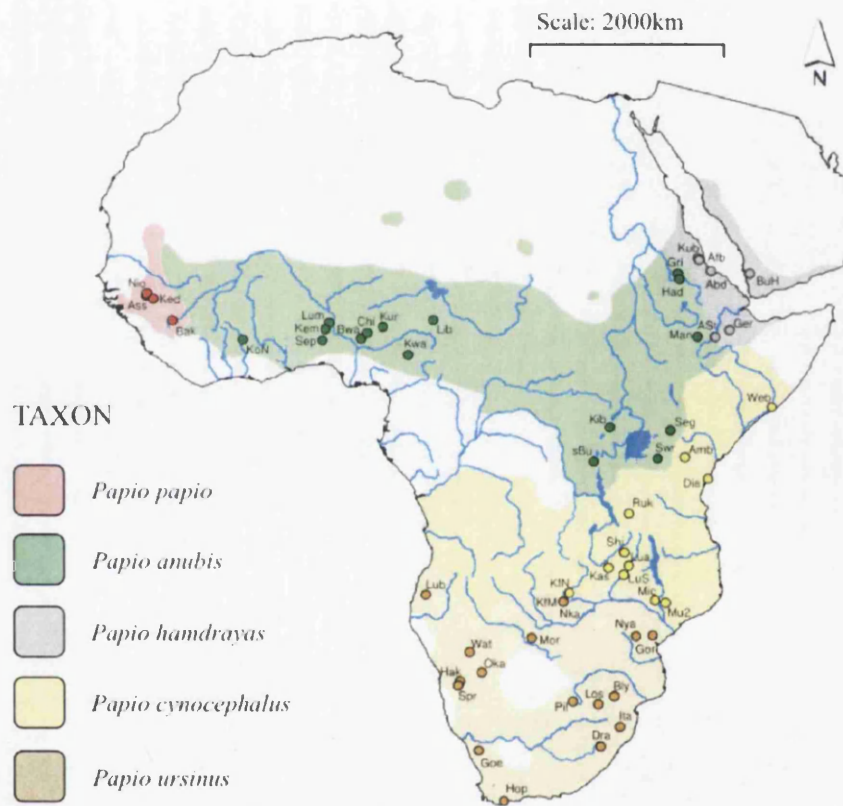 Scale: 2000km
N
Kub
Afb
Gri
Abd
BuH
Had
Nio
Ked
Ass
Bak
Lum
Kem
Sep
Bwa
Chi
Kur
Lib
Kwa
KoN
ASt
Ger
Man
Web
TAXON
Kib
Seg
sBu
Swr
Amb
Dia
Papio papio
Ruk
Papio anubis
Shi
Lua
Kas
LuS
Lub
KfN
KfM
Nka
Mic
Mu2
Papio hamdrayas
Mor
Nya
Gor
Wat
Oka
Hak
Spr
Papio cynocephalus
Pil
Los
Bly
Ita
Dra
Goe
Papio ursinus
Hop